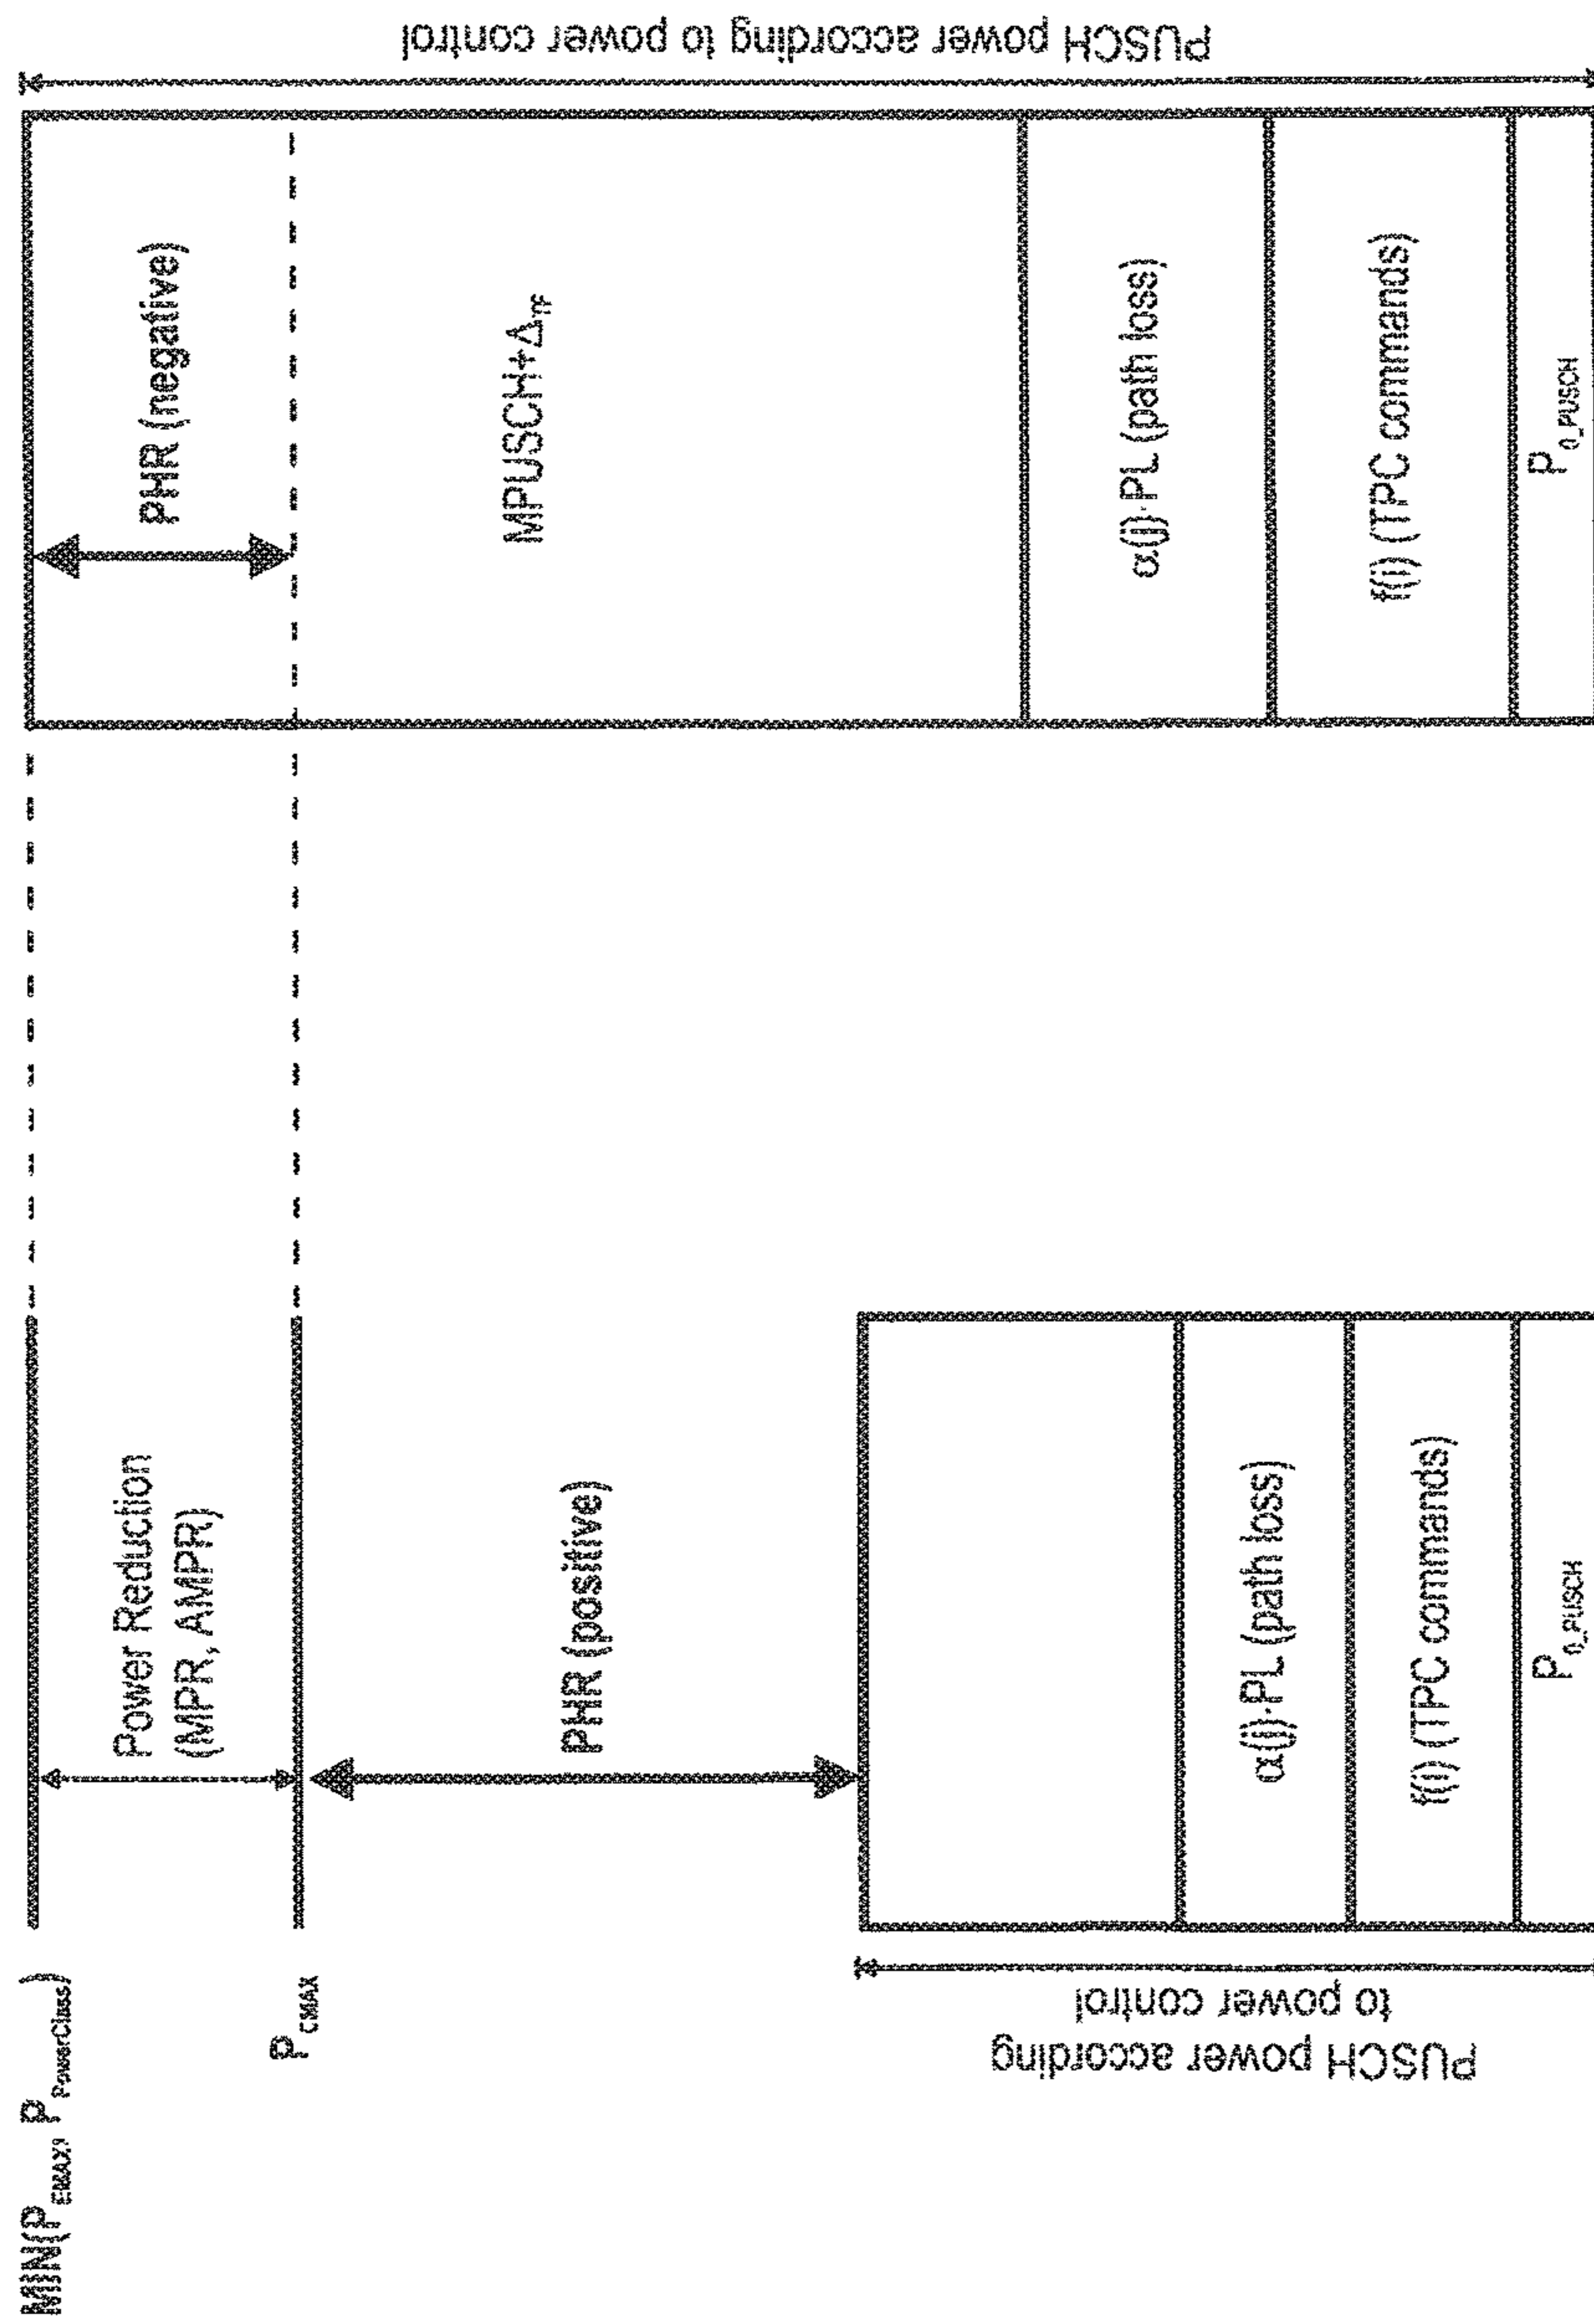 MIN(P_EMAX, P_PowerClass)
P_CMAX
Power Reduction
(MPR, AMPR)
PHR (positive)
PUSCH power according
to power control
α(j)·PL (path loss)
f(i) (TPC commands)
P_0_PUSCH
PHR (negative)
MPUSCH+Δ_TF
α(j)·PL (path loss)
f(i) (TPC commands)
P_0_PUSCH
PUSCH power according to power control